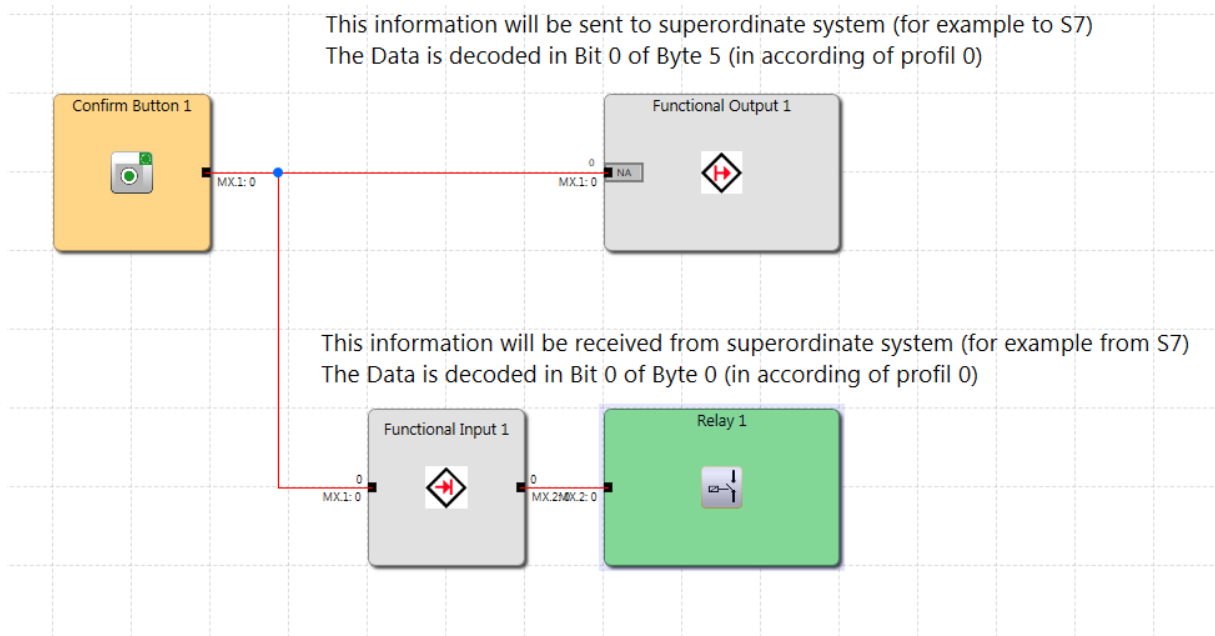 This information will be sent to superordinate system (for example to S7)
The Data is decoded in Bit 0 of Byte 5 (in according of profil 0)
Confirm Button 1
Functional Output 1
0
NA
MX.1: 0
MX.1: 0
This information will be received from superordinate system (for example from S7)
The Data is decoded in Bit 0 of Byte 0 (in according of profil 0)
Functional Input 1
Relay 1
0
0
MX.1: 0
MX.2: 0
MX.2: 0